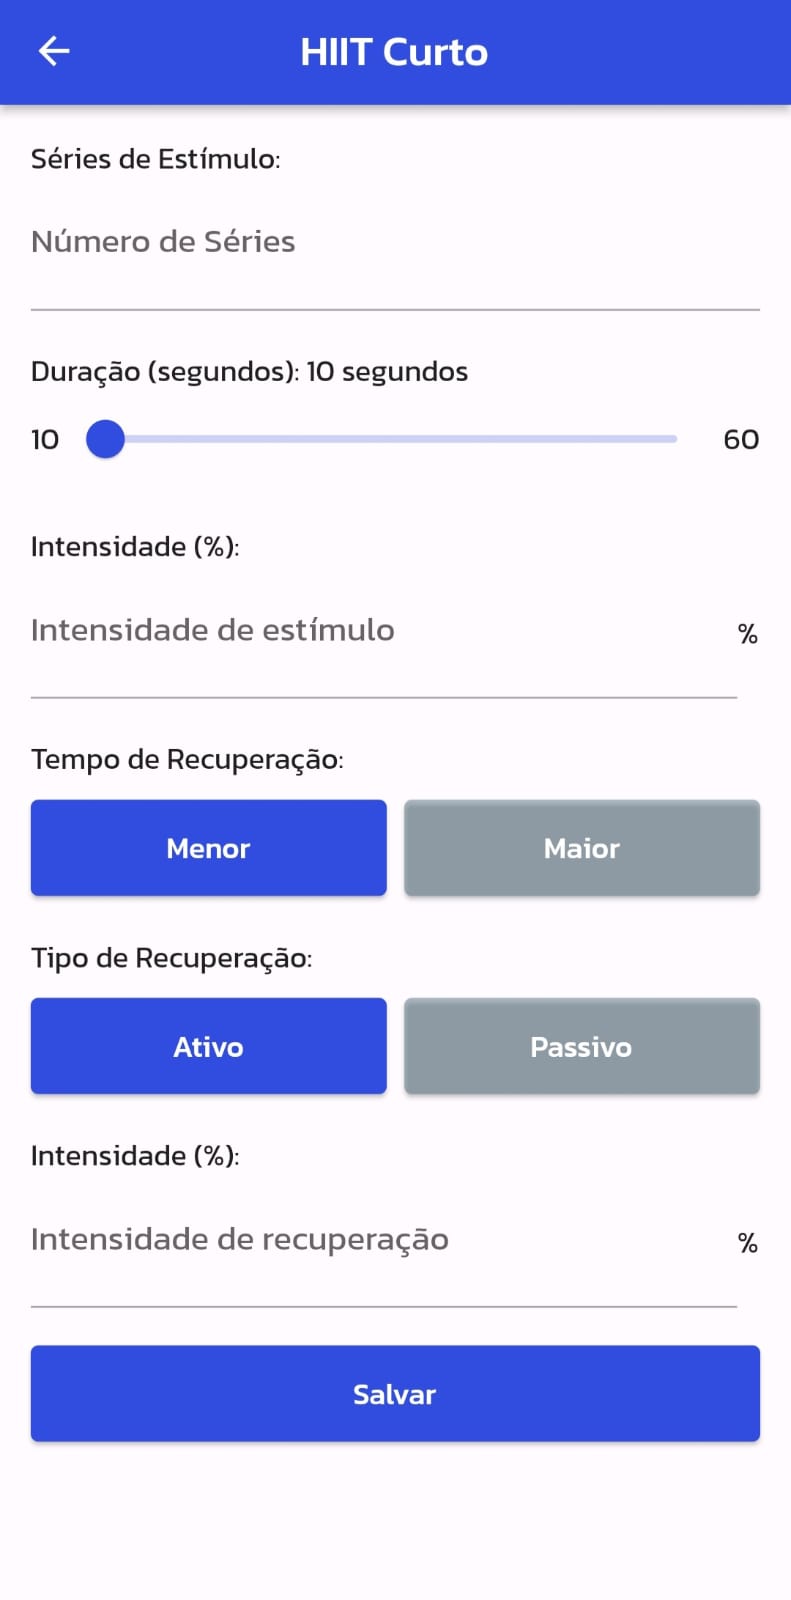 HIIT Curto
Séries de Estímulo:
Número de Séries
Duração (segundos): 10 segundos
10 60
Intensidade (%):
Intensidade de estímulo %
Tempo de Recuperação:
Menor Maior
Tipo de Recuperação:
Ativo Passivo
Intensidade (%):
Intensidade de recuperação %
Salvar